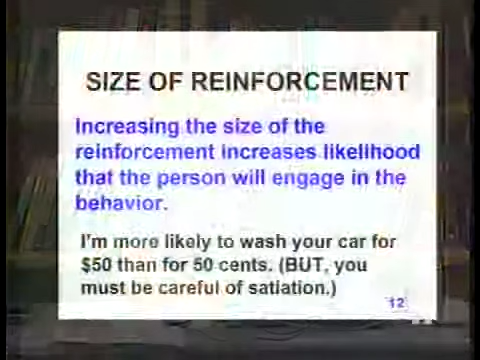 SIZE OF REINFORCEMENT
Increasing the size of the
reinforcement increases likelihood
that the person will engage in the
behavior.
I'm more likely to wash your car for
$50 than for 50 cents. (BUT, you
must be careful of satiation.)
12